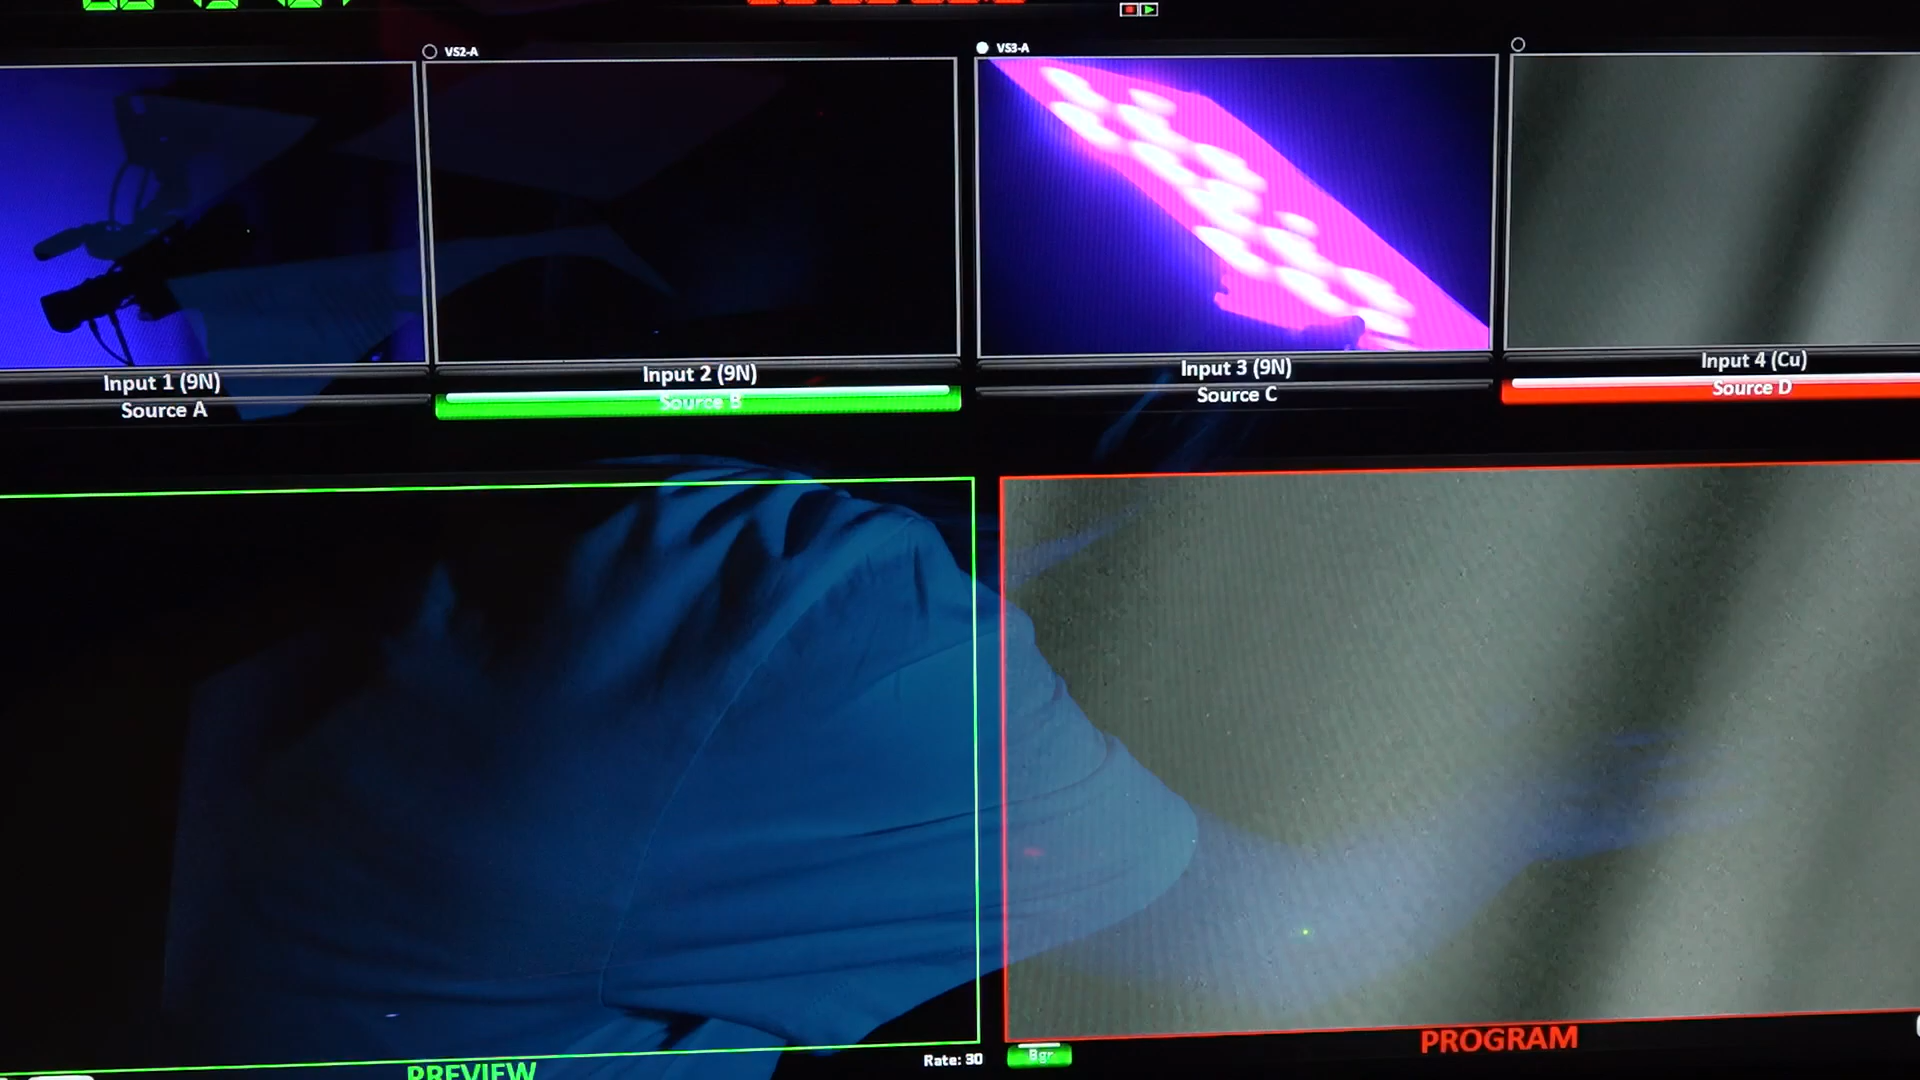 VS2-A
VS3-A
Input 1 (9N)
Source A
Input 2 (9N)
Source B
Input 3 (9N)
Source C
Input 4 (Cu)
Source D
Rate: 30
Bgr
PREVIEW
PROGRAM